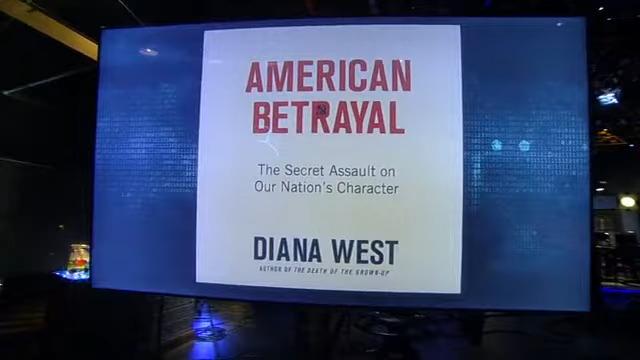 AMERICAN
BETRAYAL
The Secret Assault on
Our Nation's Character
DIANA WEST
AUTHOR OF THE DEATH OF THE GROWN-UP